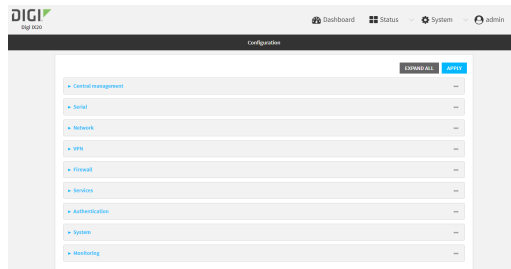 DIGI
Digi IX20
Dashboard
Status
System
admin
Configuration
EXPAND ALL
APPLY
Central management
Serial
Network
VPN
Firewall
Services
Authentication
System
Monitoring